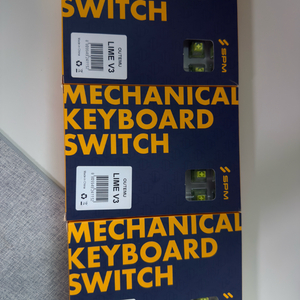 SWITCH
OUTEMU
LIME V3
SPM
MECHANICAL
KEYBOARD
SWITCH
OUTEMU
LIME V3
SPM
MECHANICAL
KEYBOARD
SWITCH